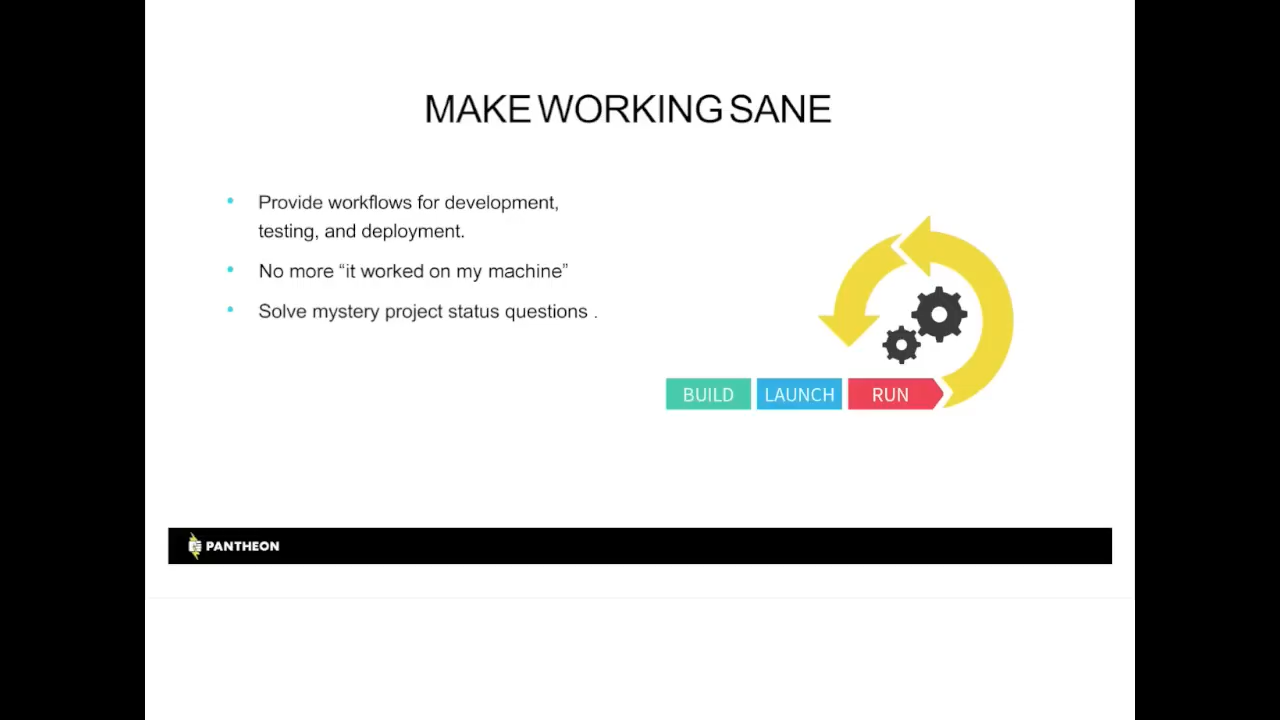 MAKE WORKING SANE
• Provide workflows for development,
testing, and deployment.
• No more “it worked on my machine”
• Solve mystery project status questions .
BUILD LAUNCH RUN
PANTHEON